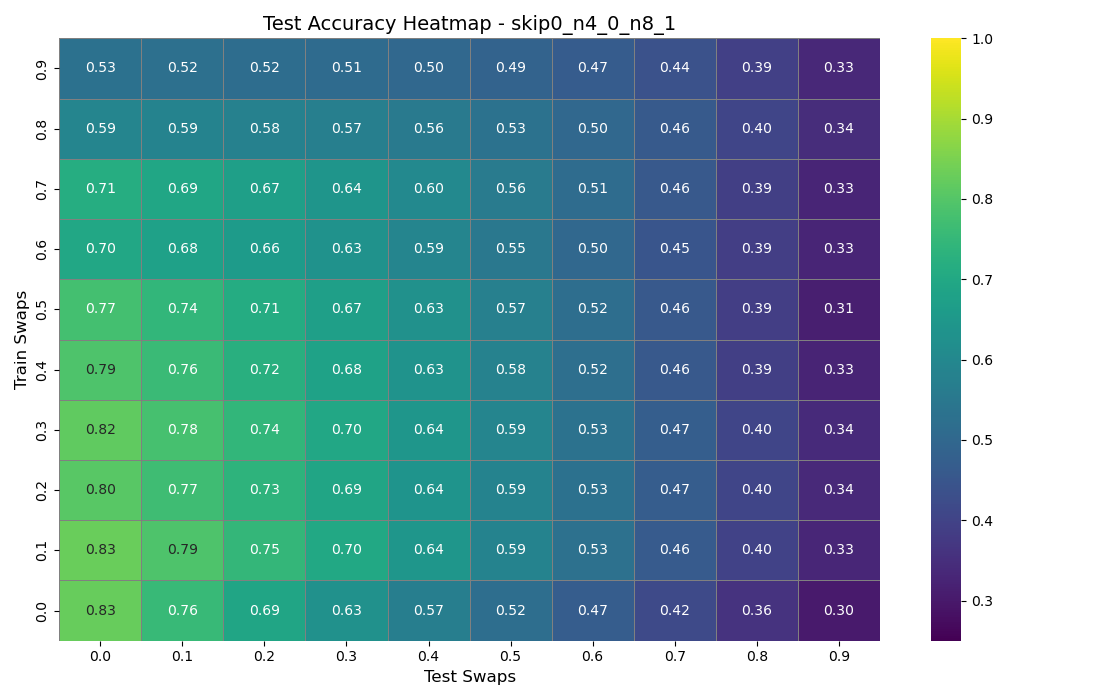 Test Accuracy Heatmap - skip0_n4_0_n8_1
Train Swaps
0.9 0.53 0.52 0.52 0.51 0.50 0.49 0.47 0.44 0.39 0.33
0.8 0.59 0.59 0.58 0.57 0.56 0.53 0.50 0.46 0.40 0.34
0.7 0.71 0.69 0.67 0.64 0.60 0.56 0.51 0.46 0.39 0.33
0.6 0.70 0.68 0.66 0.63 0.59 0.55 0.50 0.45 0.39 0.33
0.5 0.77 0.74 0.71 0.67 0.63 0.57 0.52 0.46 0.39 0.31
0.4 0.79 0.76 0.72 0.68 0.63 0.58 0.52 0.46 0.39 0.33
0.3 0.82 0.78 0.74 0.70 0.64 0.59 0.53 0.47 0.40 0.34
0.2 0.80 0.77 0.73 0.69 0.64 0.59 0.53 0.47 0.40 0.34
0.1 0.83 0.79 0.75 0.70 0.64 0.59 0.53 0.46 0.40 0.33
0.0 0.83 0.76 0.69 0.63 0.57 0.52 0.47 0.42 0.36 0.30
0.0 0.1 0.2 0.3 0.4 0.5 0.6 0.7 0.8 0.9
Test Swaps
1.0
0.9
0.8
0.7
0.6
0.5
0.4
0.3